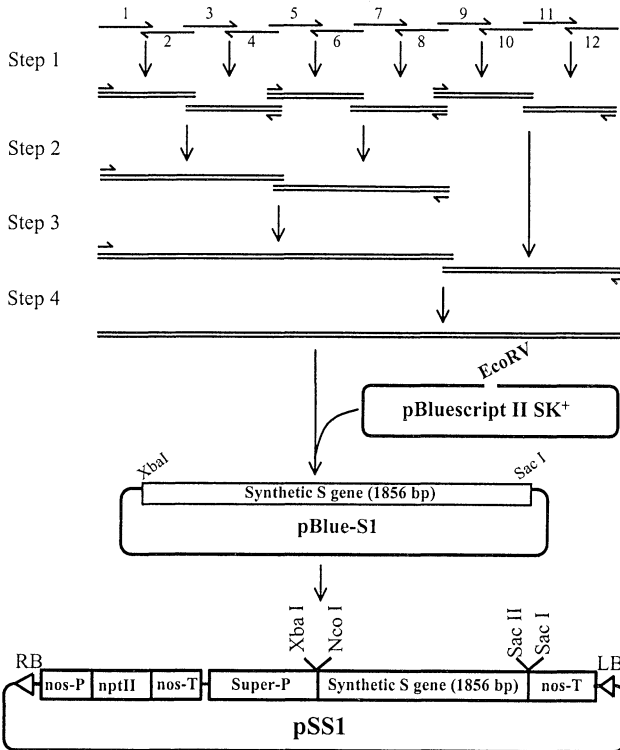 1 3 5 7 9 11
2 4 6 8 10 12
Step 1
Step 2
Step 3
Step 4
EcoRV
pBluescript II SK+
XbaI
Sac I
Synthetic S gene (1856 bp)
pBlue-S1
Xba I
Nco I
Sac II
Sac I
RB
LB
nos-P nptII nos-T Super-P Synthetic S gene (1856 bp) nos-T
pSS1